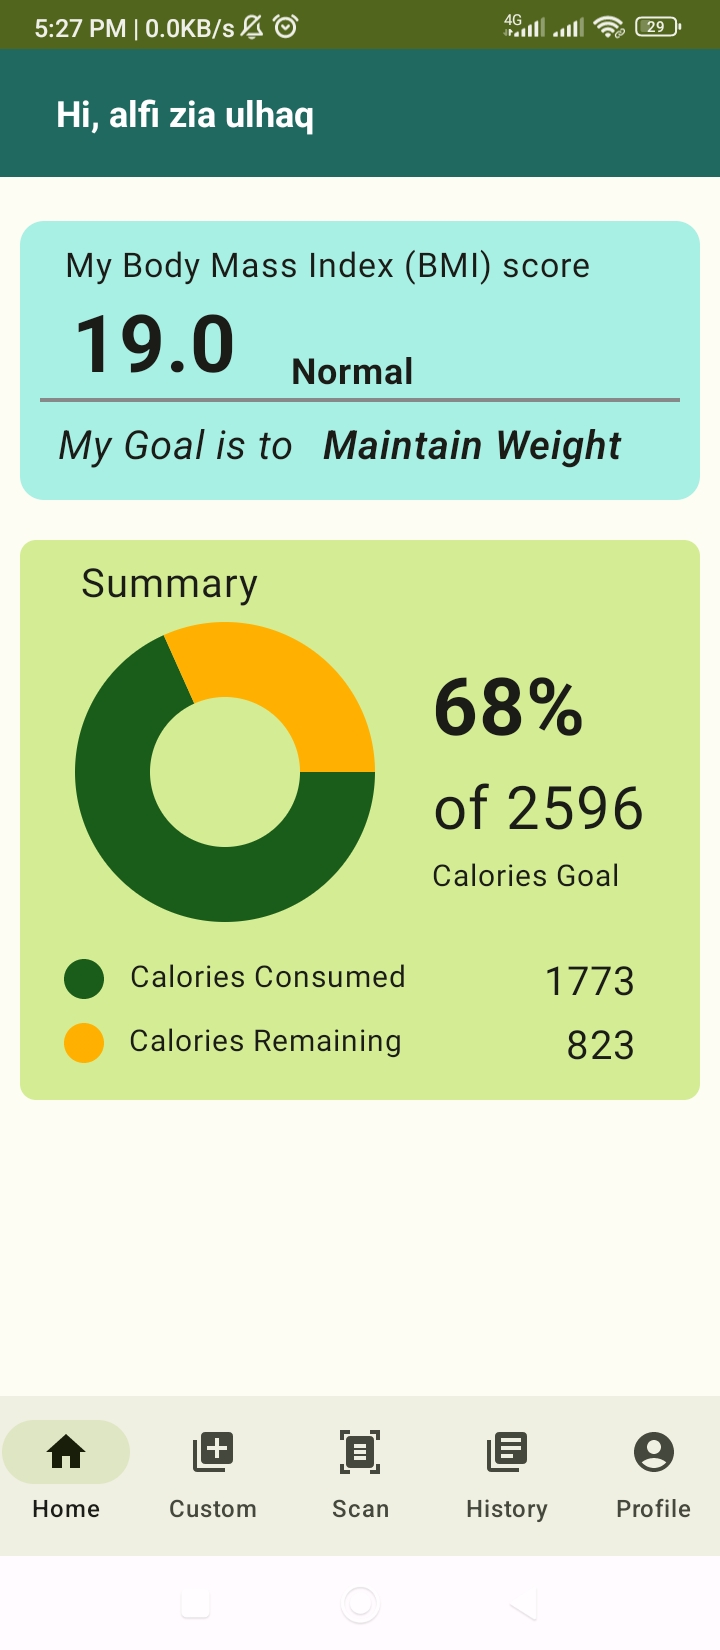 5:27 PM | 0.0KB/s 4G 29
Hi, alfi zia ulhaq
My Body Mass Index (BMI) score
19.0 Normal
My Goal is to Maintain Weight
Summary
68%
of 2596
Calories Goal
Calories Consumed 1773
Calories Remaining 823
Home Custom Scan History Profile